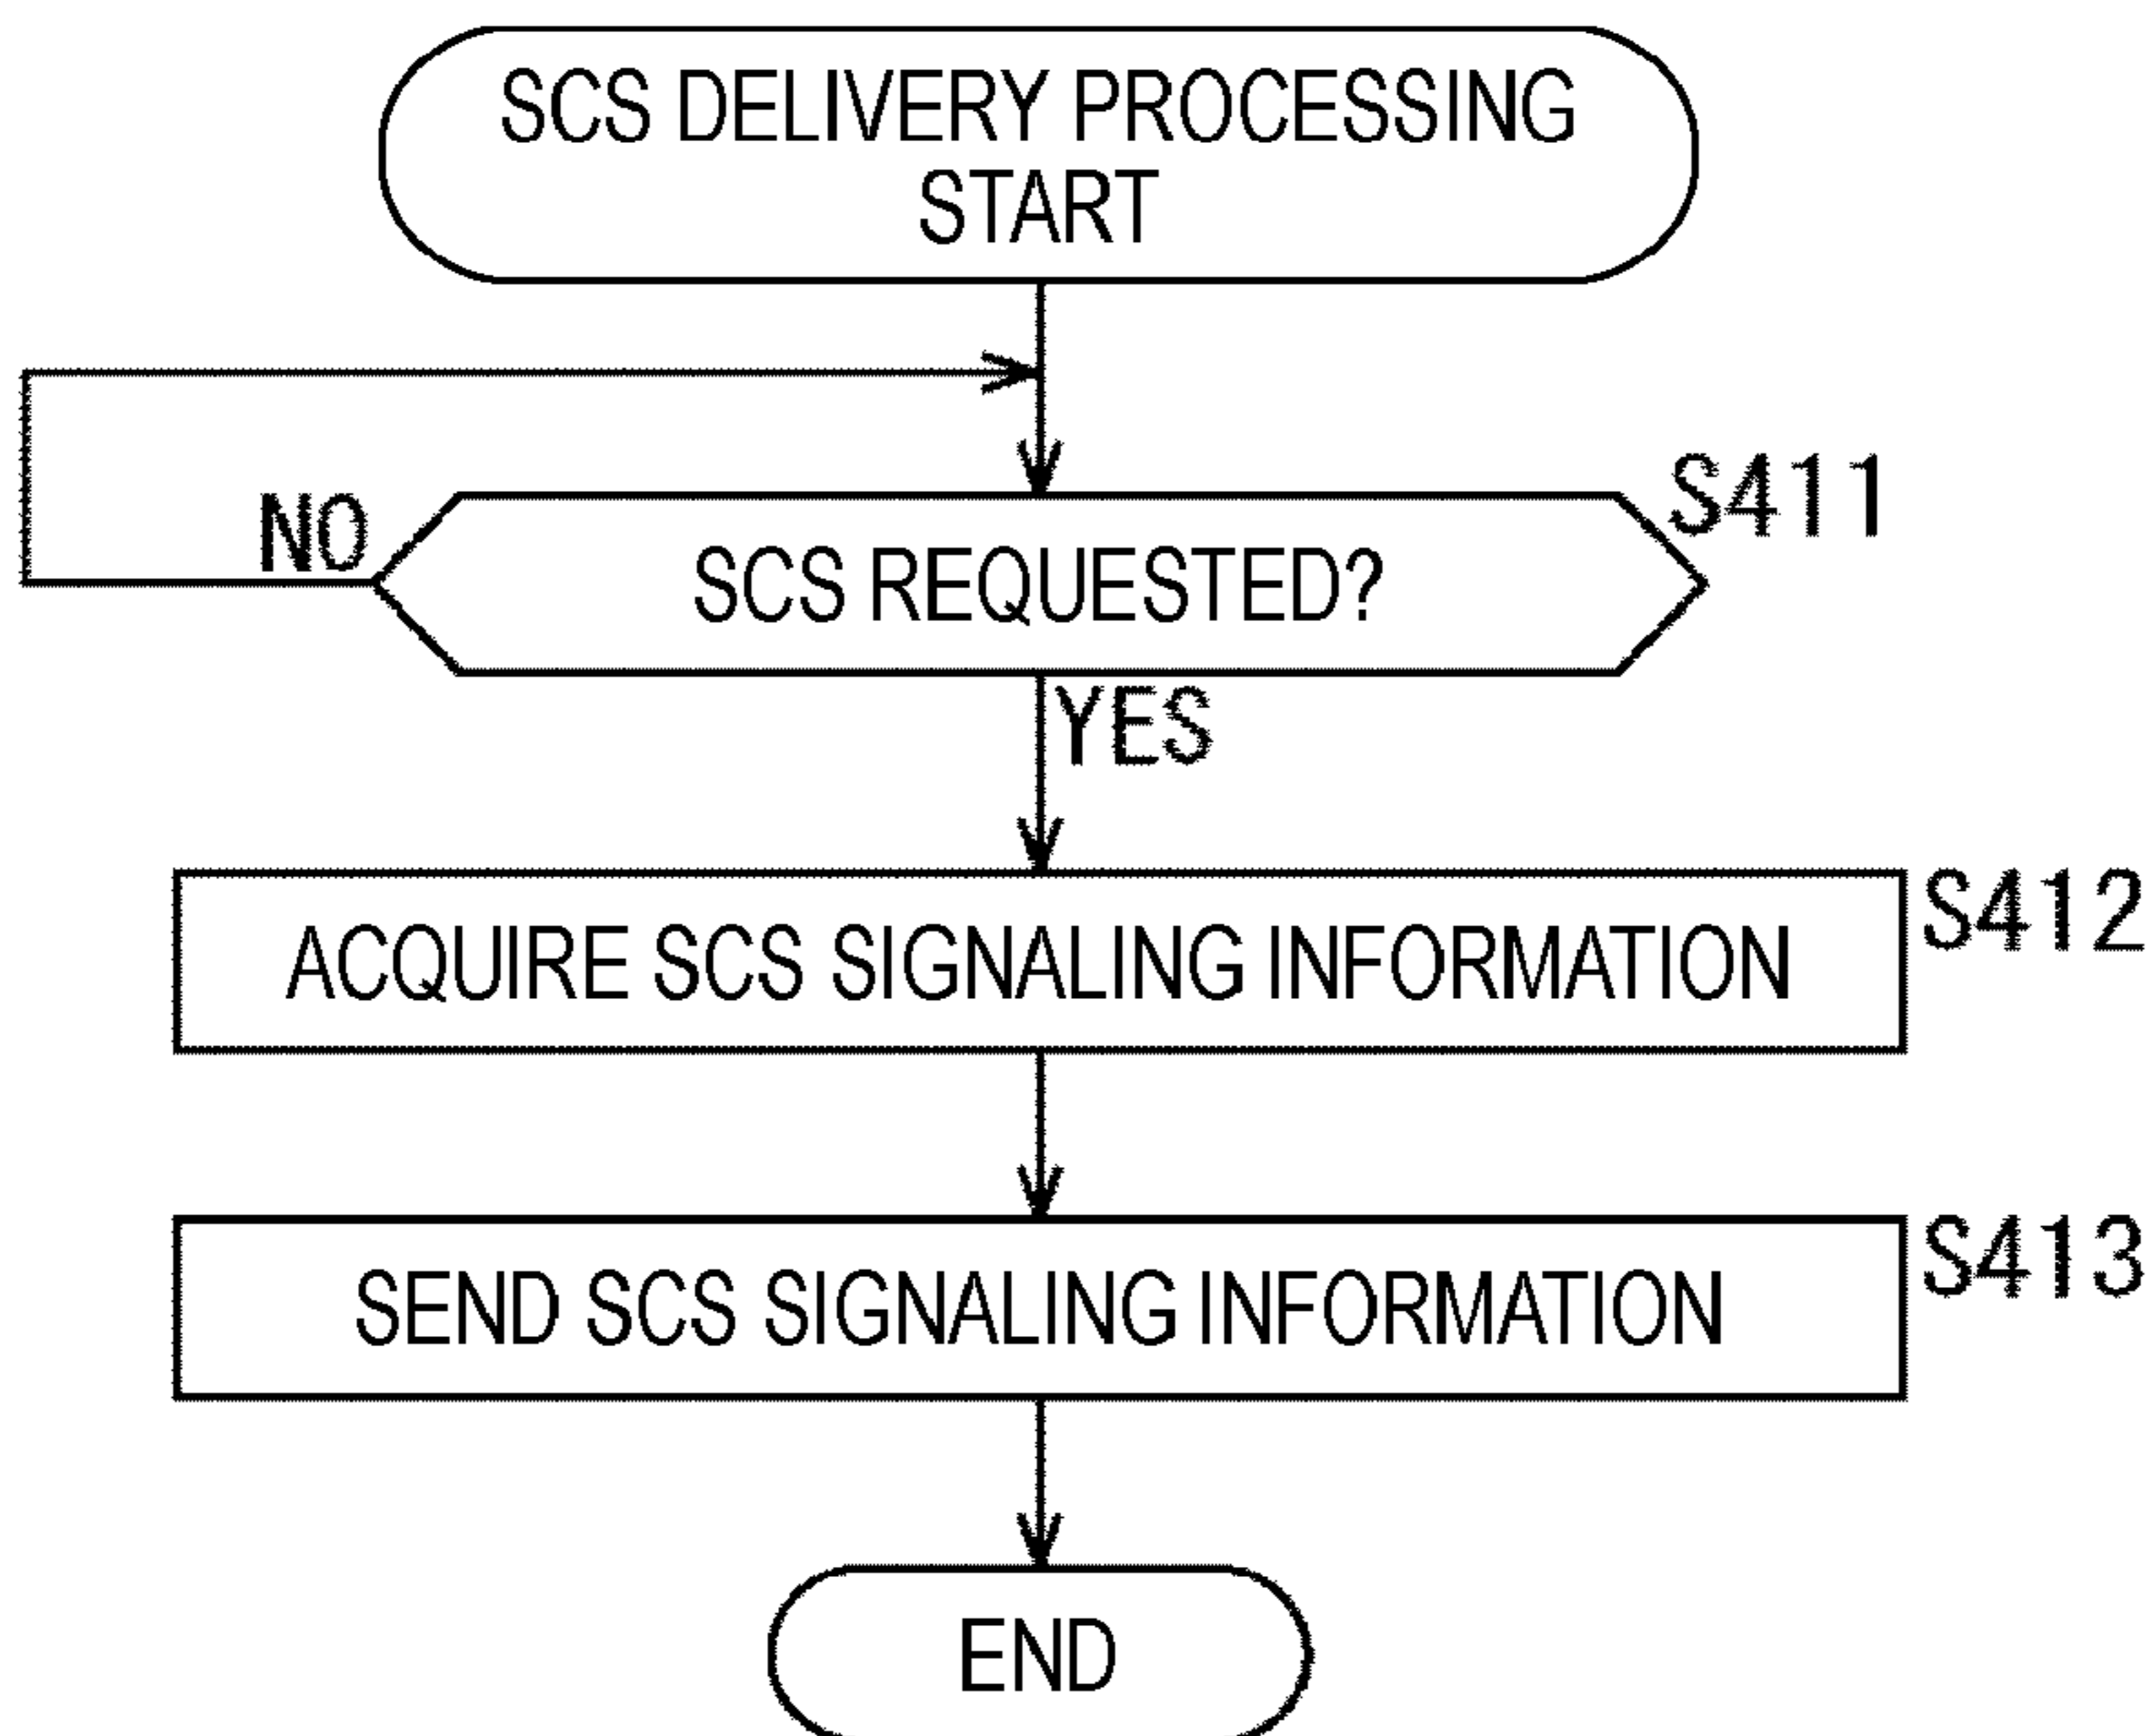 SCS DELIVERY PROCESSING
START
S411
NO
SCS REQUESTED?
YES
S412
ACQUIRE SCS SIGNALING INFORMATION
S413
SEND SCS SIGNALING INFORMATION
END